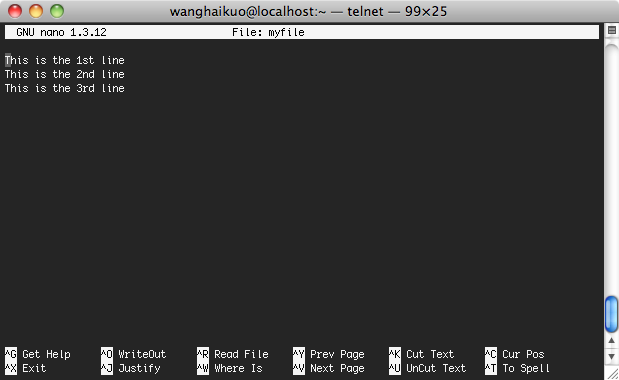 wanghaikuo@localhost:~ — telnet — 99×25
GNU nano 1.3.12 File: myfile
This is the 1st line
This is the 2nd line
This is the 3rd line
^G Get Help ^O WriteOut ^R Read File ^Y Prev Page ^K Cut Text ^C Cur Pos
^X Exit ^J Justify ^W Where Is ^V Next Page ^U UnCut Text ^T To Spell